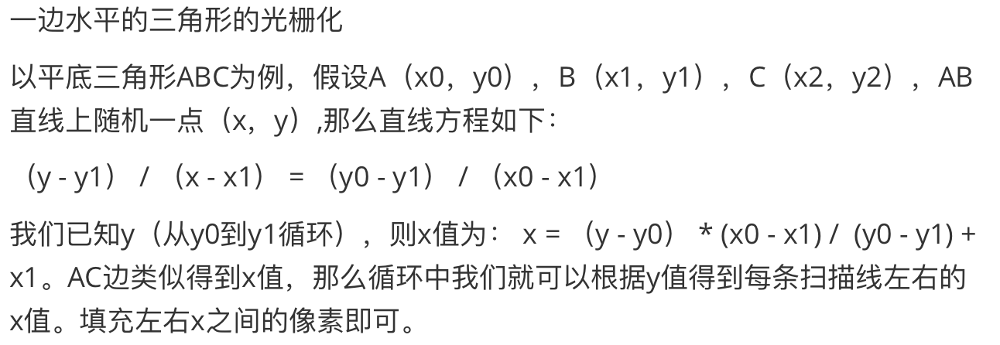 一边水平的三角形的光栅化
以平底三角形ABC为例，假设A（x0，y0），B（x1，y1），C（x2，y2），AB
直线上随机一点（x，y）,那么直线方程如下：
（y - y1） / （x - x1） = （y0 - y1） / （x0 - x1）
我们已知y（从y0到y1循环），则x值为： x = （y - y0） * (x0 - x1) / (y0 - y1) +
x1。AC边类似得到x值，那么循环中我们就可以根据y值得到每条扫描线左右的
x值。填充左右x之间的像素即可。